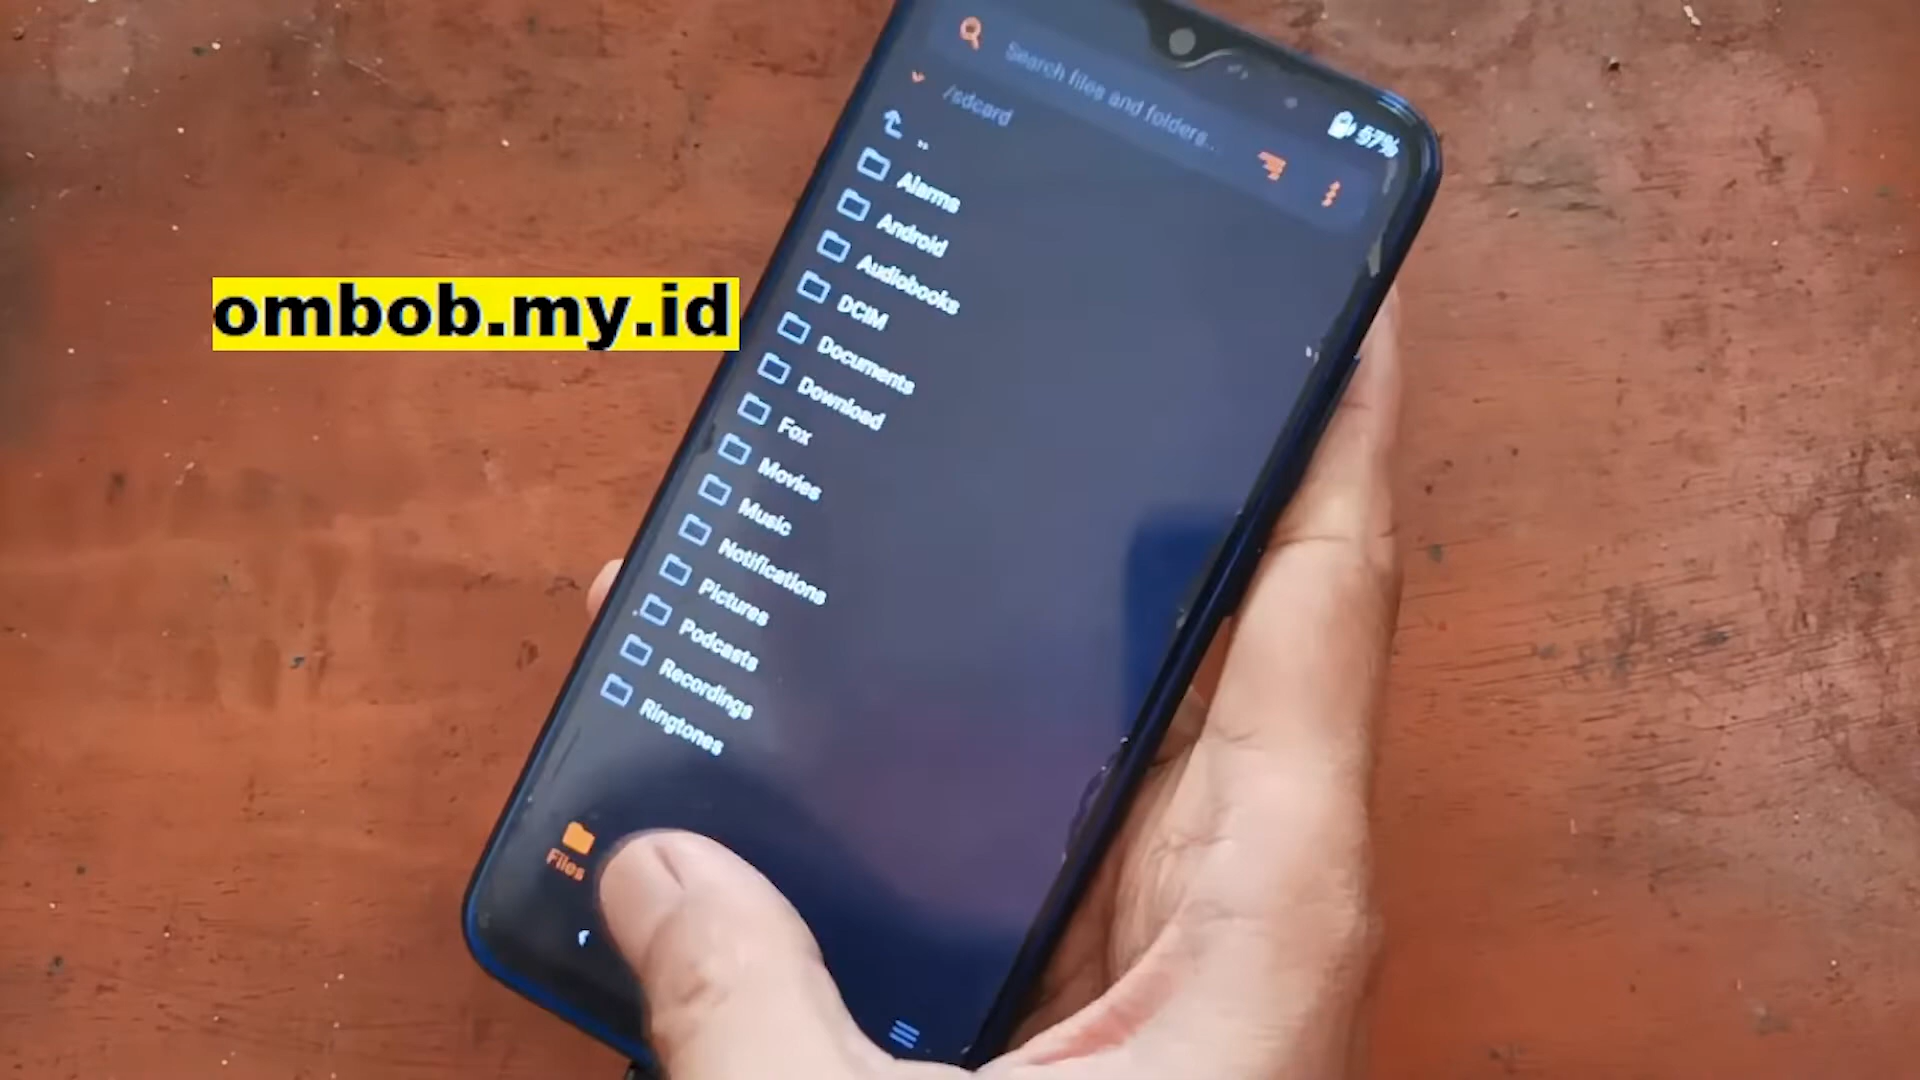 Search files and folders...
57%
/sdcard
..
Alarms
Android
Audiobooks
DCIM
Documents
Download
Fox
Movies
Music
Notifications
Pictures
Podcasts
Recordings
Ringtones
Files
ombob.my.id